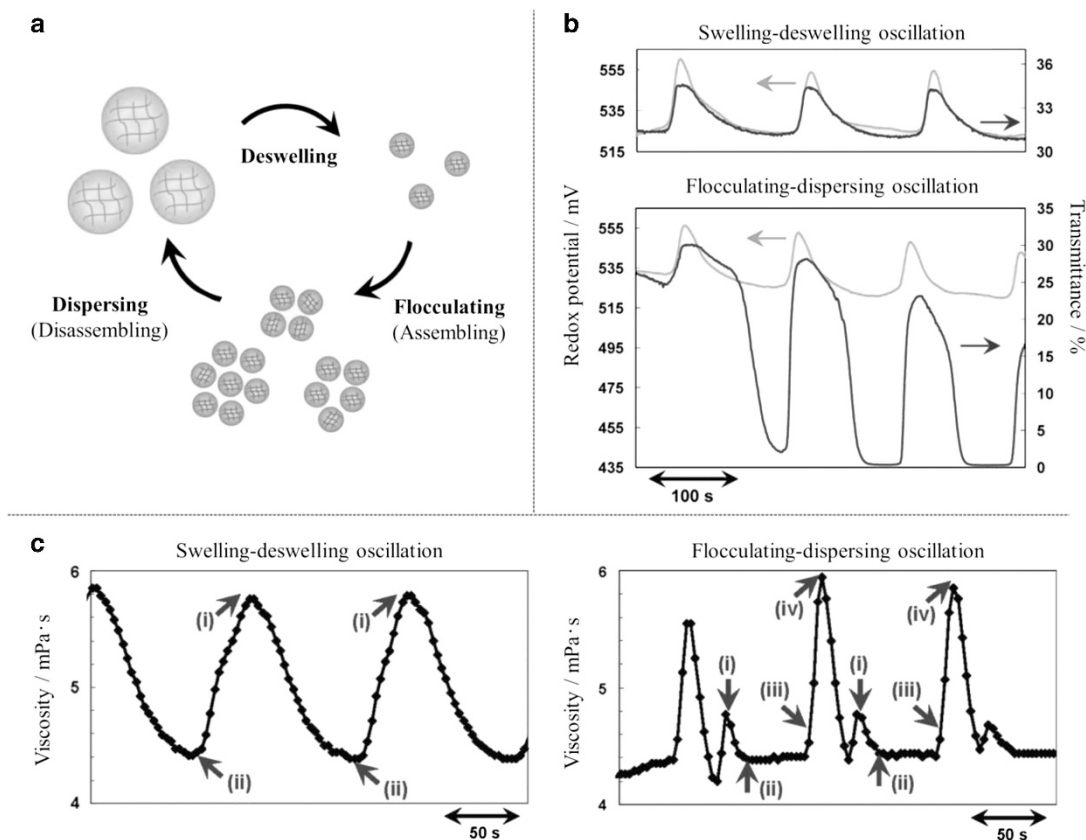 a
Deswelling
Flocculating
(Assembling)
Dispersing
(Disassembling)
b
Swelling-deswelling oscillation
555
535
525
515
36
33
31
30
Flocculating-dispersing oscillation
Redox potential / mV
555
535
515
495
475
455
435
Transmittance / %
35
30
25
20
15
10
5
0
100 s
c
Swelling-deswelling oscillation
Viscosity / mPa·s
6
5
4
(i)
(i)
(ii)
(ii)
50 s
Flocculating-dispersing oscillation
Viscosity / mPa·s
6
5
4
(iv)
(iv)
(i)
(i)
(iii)
(iii)
(ii)
(ii)
50 s